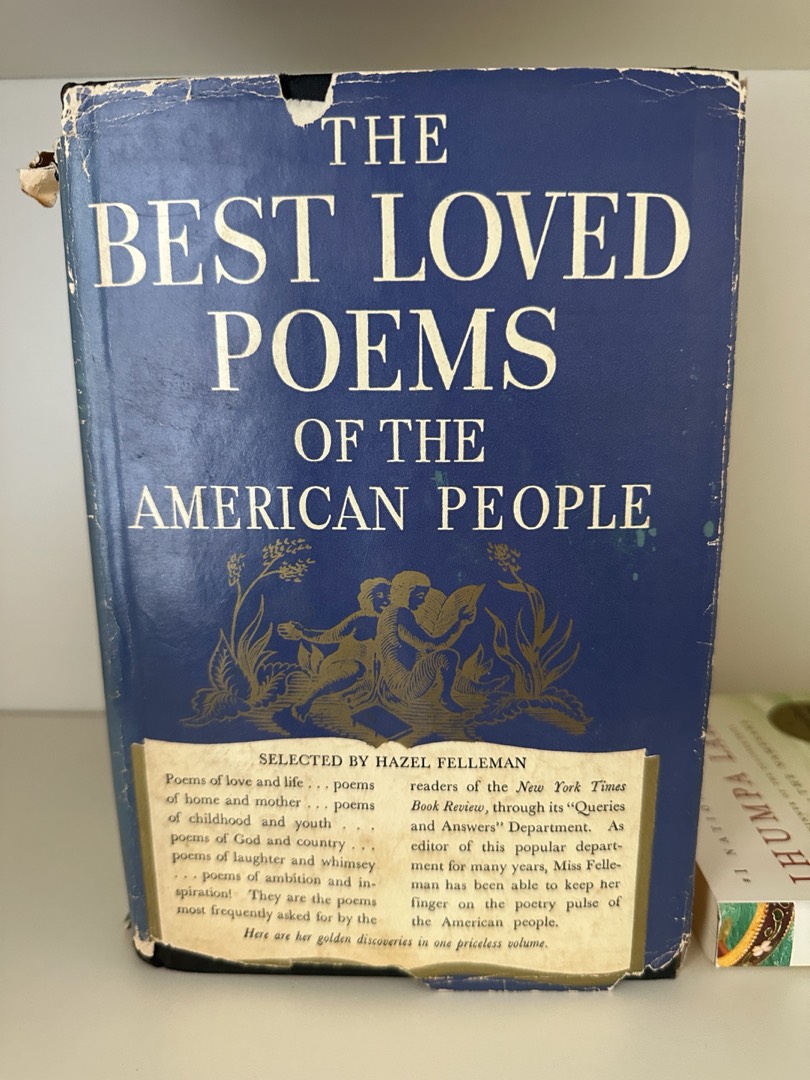 THE
BEST LOVED
POEMS
OF THE
AMERICAN PEOPLE
SELECTED BY HAZEL FELLEMAN
Poems of love and life . . . poems
of home and mother . . . poems
of childhood and youth . . .
poems of God and country . . .
poems of laughter and whimsey
. . . poems of ambition and in-
spiration! They are the poems
most frequently asked for by the
readers of the New York Times
Book Review, through its "Queries
and Answers" Department. As
editor of this popular depart-
ment for many years, Miss Felle-
man has been able to keep her
finger on the poetry pulse of
the American people.
Here are her golden discoveries in one priceless volume.
JHUMPA LA
#1 NATIO